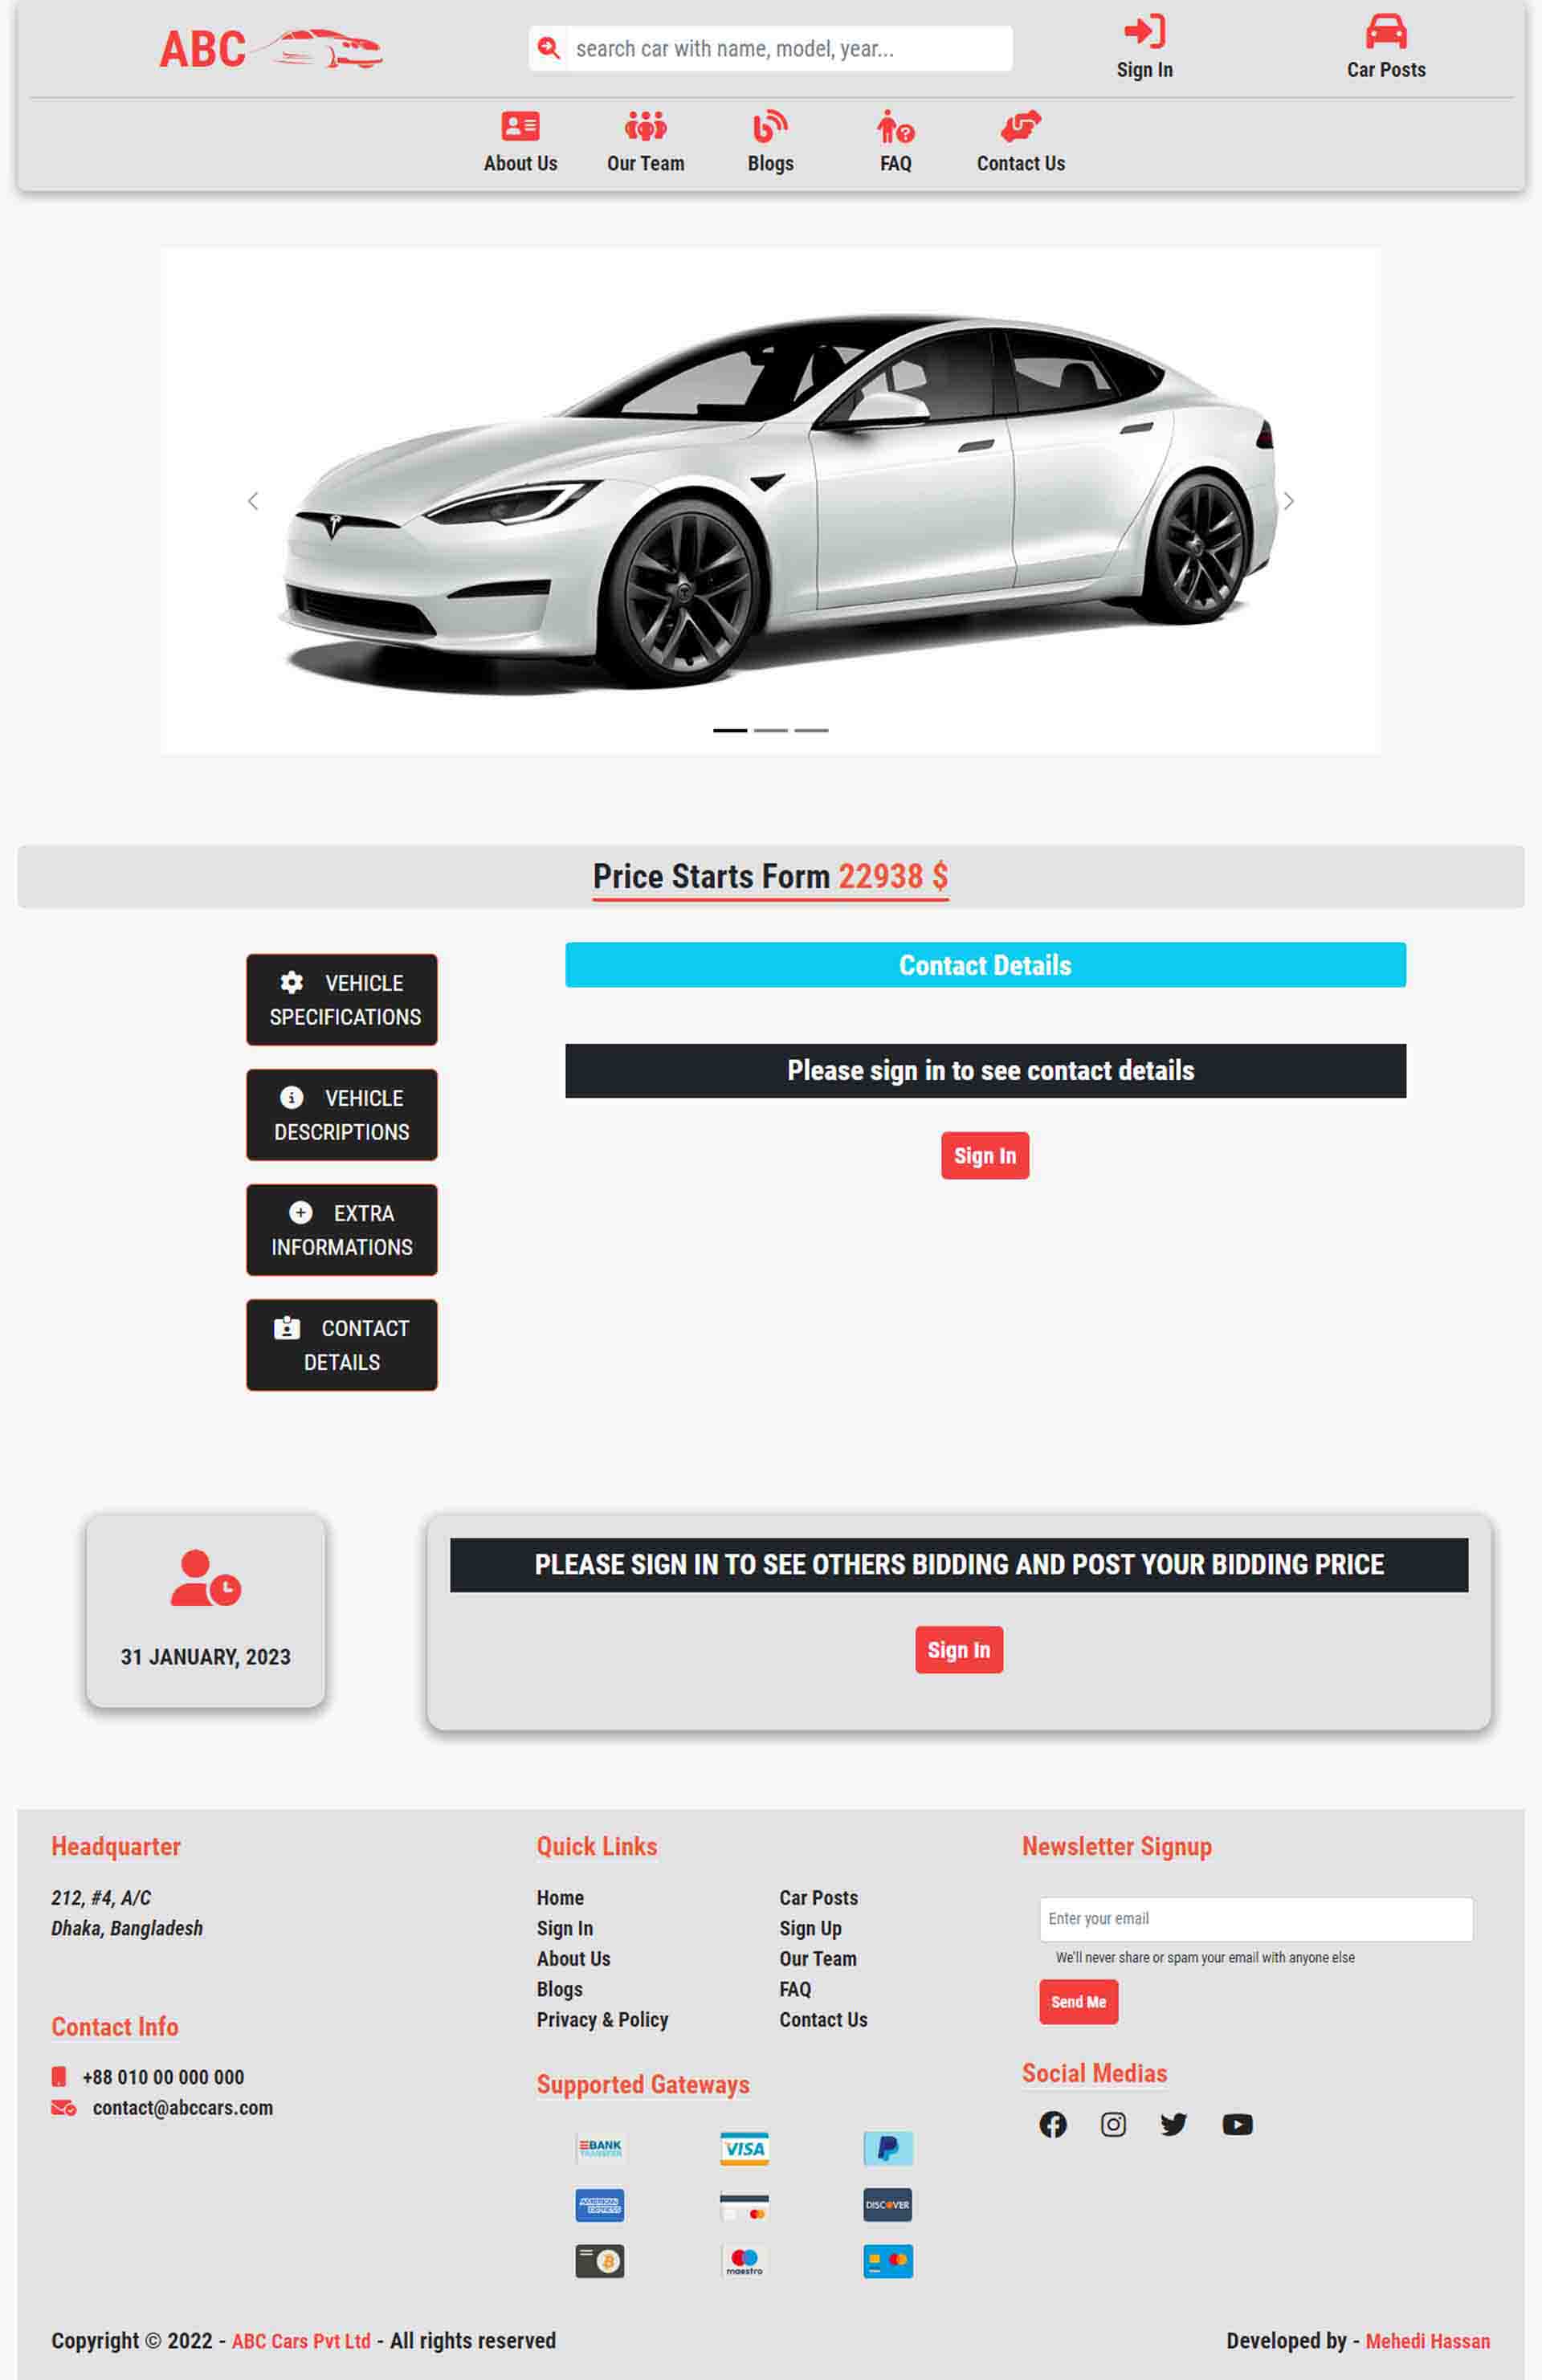 ABC
search car with name, model, year...
Sign In
Car Posts
About Us
Our Team
Blogs
FAQ
Contact Us
Price Starts Form 22938 $
VEHICLE
SPECIFICATIONS
VEHICLE
DESCRIPTIONS
EXTRA
INFORMATIONS
CONTACT
DETAILS
Contact Details
Please sign in to see contact details
Sign In
31 JANUARY, 2023
PLEASE SIGN IN TO SEE OTHERS BIDDING AND POST YOUR BIDDING PRICE
Sign In
Headquarter
212, #4, A/C
Dhaka, Bangladesh
Contact Info
+88 010 00 000 000
contact@abccars.com
Quick Links
Home
Sign In
About Us
Blogs
Privacy & Policy
Car Posts
Sign Up
Our Team
FAQ
Contact Us
Supported Gateways
BANK
TRANSFER
VISA
P
AMERICAN
EXPRESS
DISCOVER
maestro
Newsletter Signup
Enter your email
We'll never share or spam your email with anyone else
Send Me
Social Medias
Copyright © 2022 - ABC Cars Pvt Ltd - All rights reserved
Developed by - Mehedi Hassan